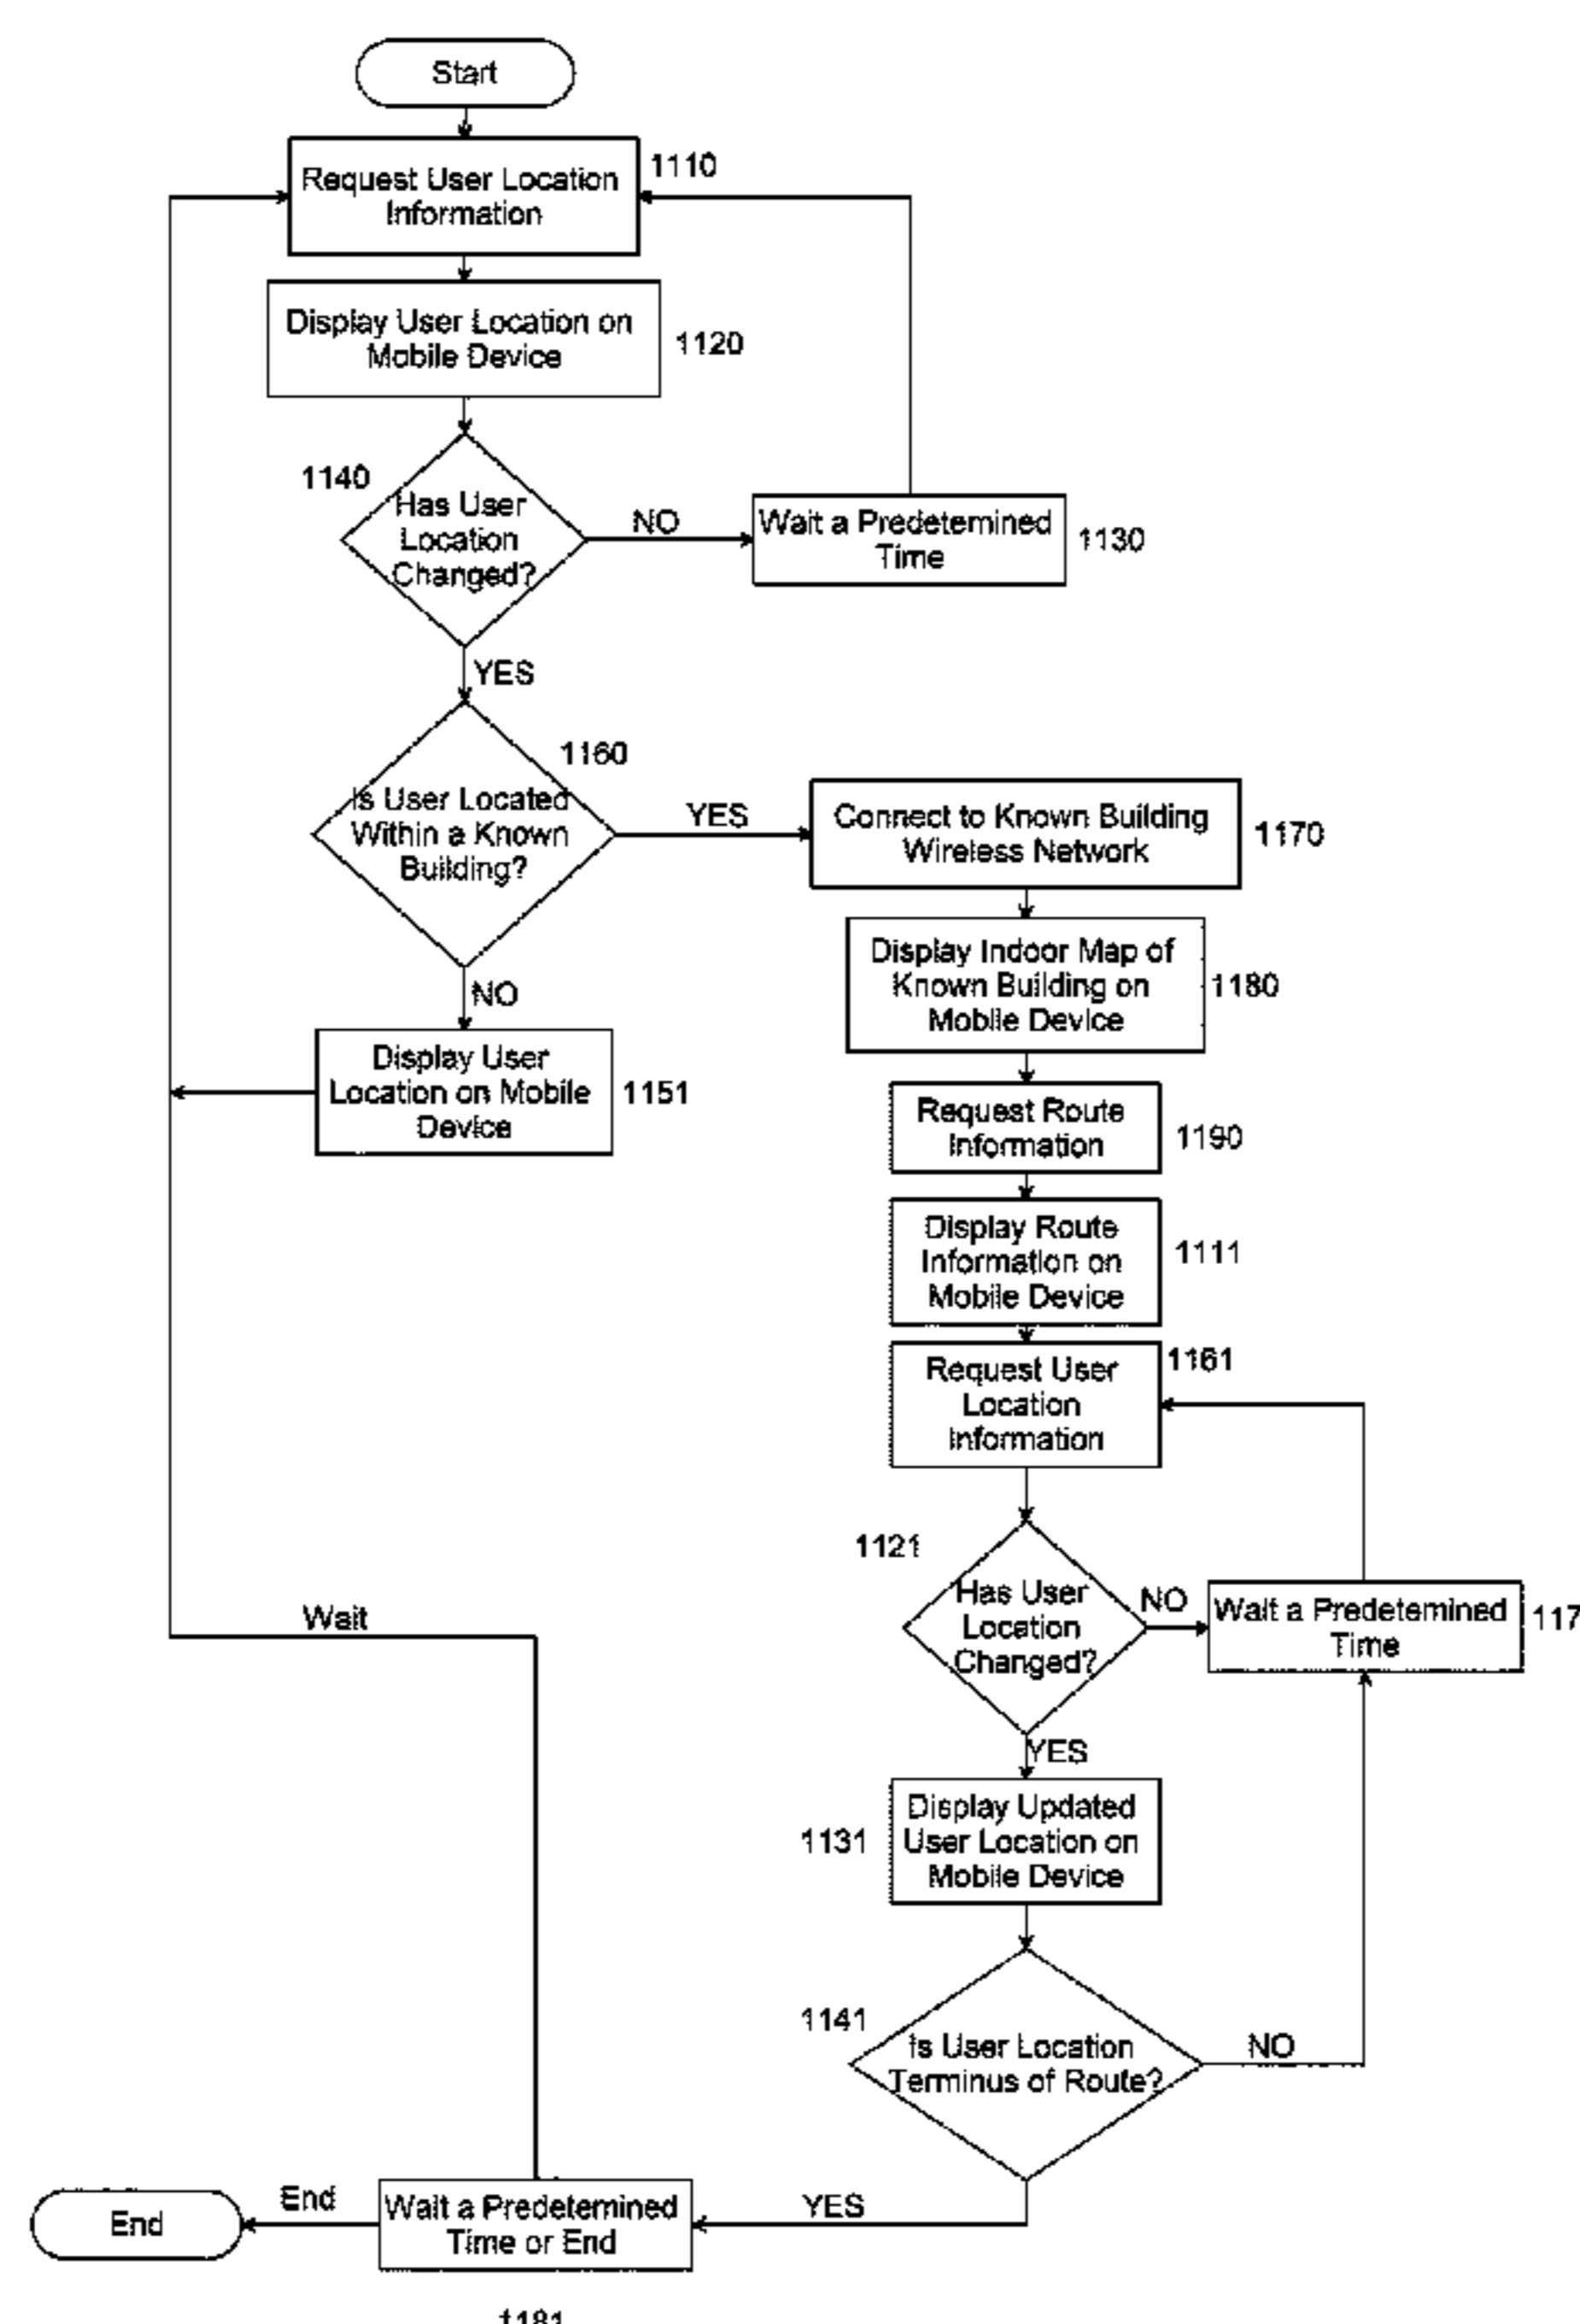 Start
Request User Location
Information
1110
Display User Location on
Mobile Device
1120
1140
Has User
Location
Changed?
NO
Wait a Predetemined
Time
1130
YES
1160
Is User Located
Within a Known
Building?
YES
Connect to Known Building
Wireless Network
1170
Display Indoor Map of
Known Building on
Mobile Device
1180
NO
Display User
Location on Mobile
Device
1151
Request Route
Information
1190
Display Route
Information on
Mobile Device
1111
Request User
Location
Information
1161
1121
Has User
Location
Changed?
NO
Wait a Predetemined
Time
117
Wait
YES
Display Updated
User Location on
Mobile Device
1131
1141
Is User Location
Terminus of Route?
NO
YES
Wait a Predetemined
Time or End
End
End
1181